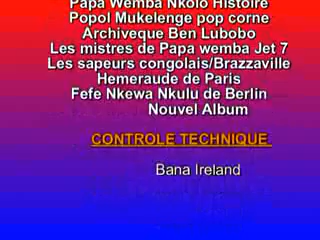 Papa Wemba Nkolo Histoire
Popol Mukelenge pop corne
Archiveque Ben Lubobo
Les mistres de Papa wemba Jet 7
Les sapeurs congolais/Brazzaville
Hemeraude de Paris
Fefe Nkewa Nkulu de Berlin
Nouvel Album
CONTROLE TECHNIQUE
Bana Ireland